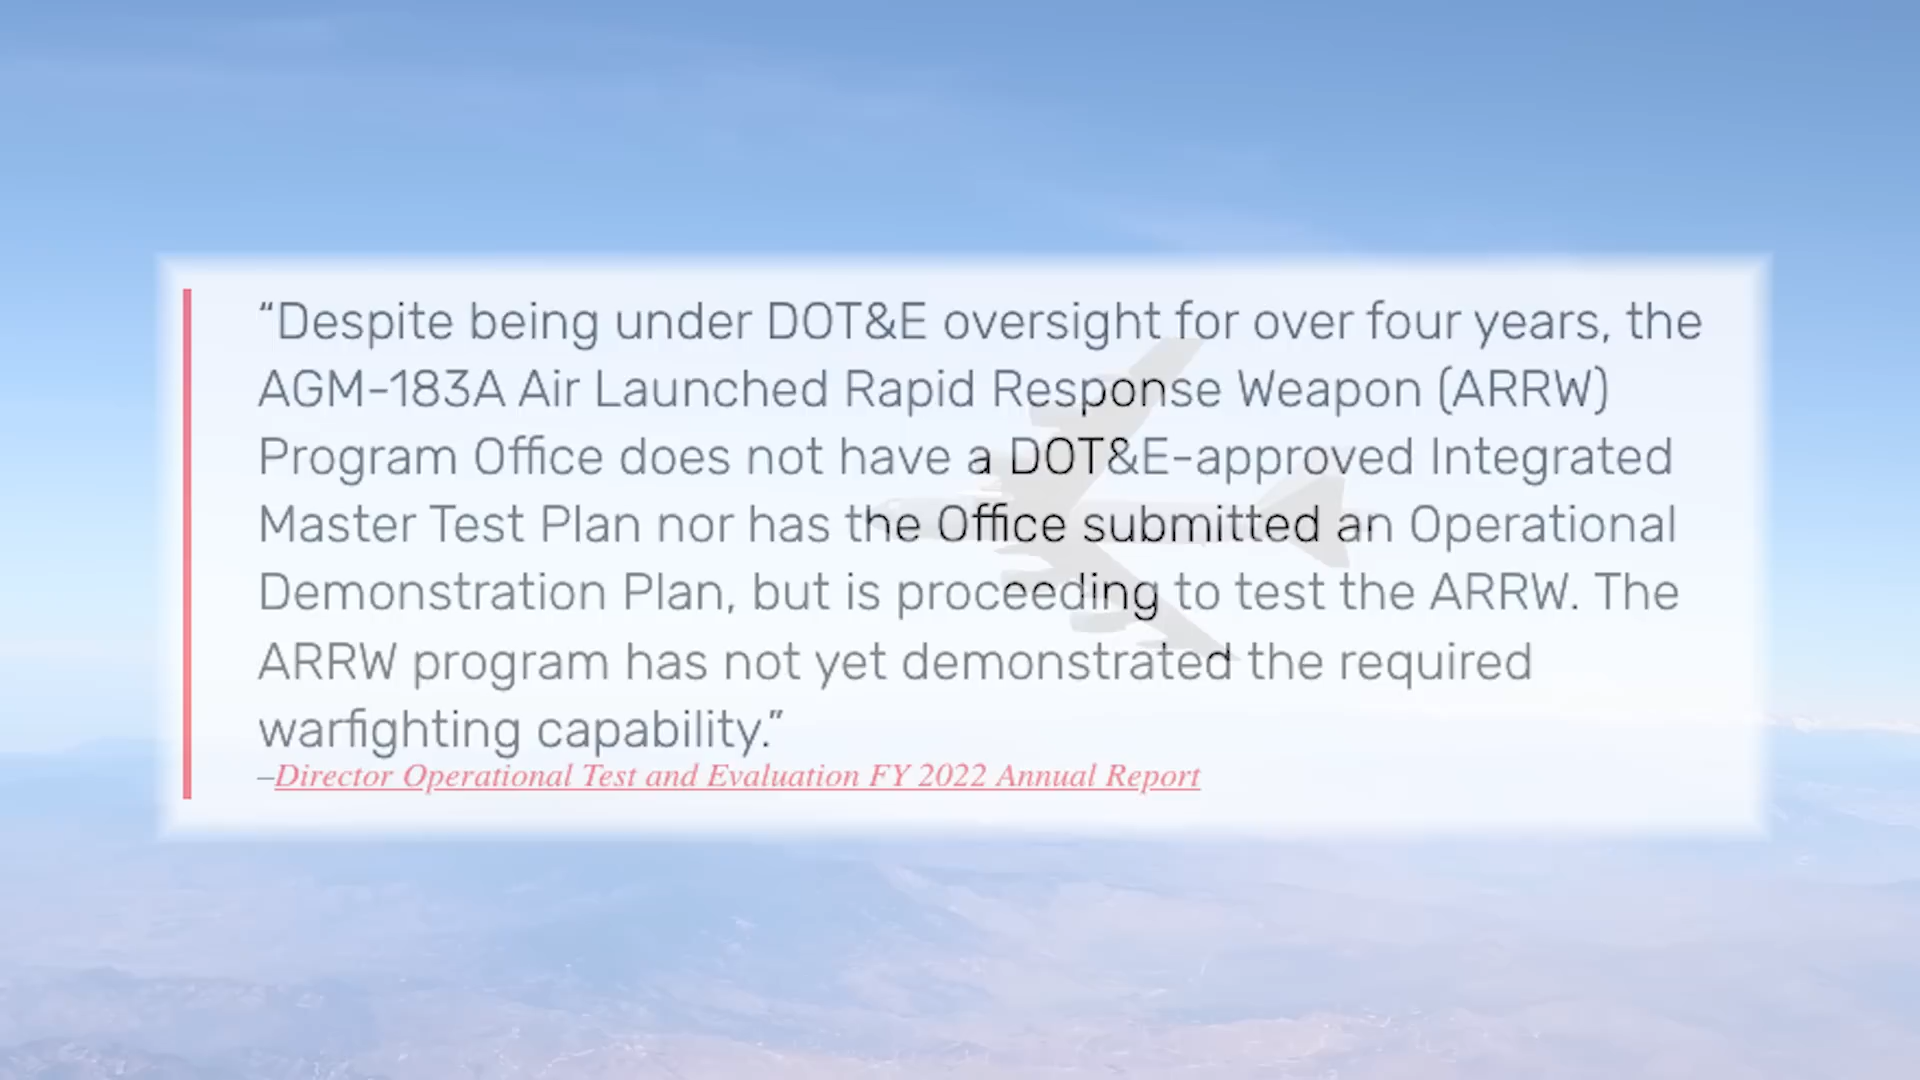 “Despite being under DOT&E oversight for over four years, the
AGM-183A Air Launched Rapid Response Weapon (ARRW)
Program Office does not have a DOT&E-approved Integrated
Master Test Plan nor has the Office submitted an Operational
Demonstration Plan, but is proceeding to test the ARRW. The
ARRW program has not yet demonstrated the required
warfighting capability.”
–Director Operational Test and Evaluation FY 2022 Annual Report